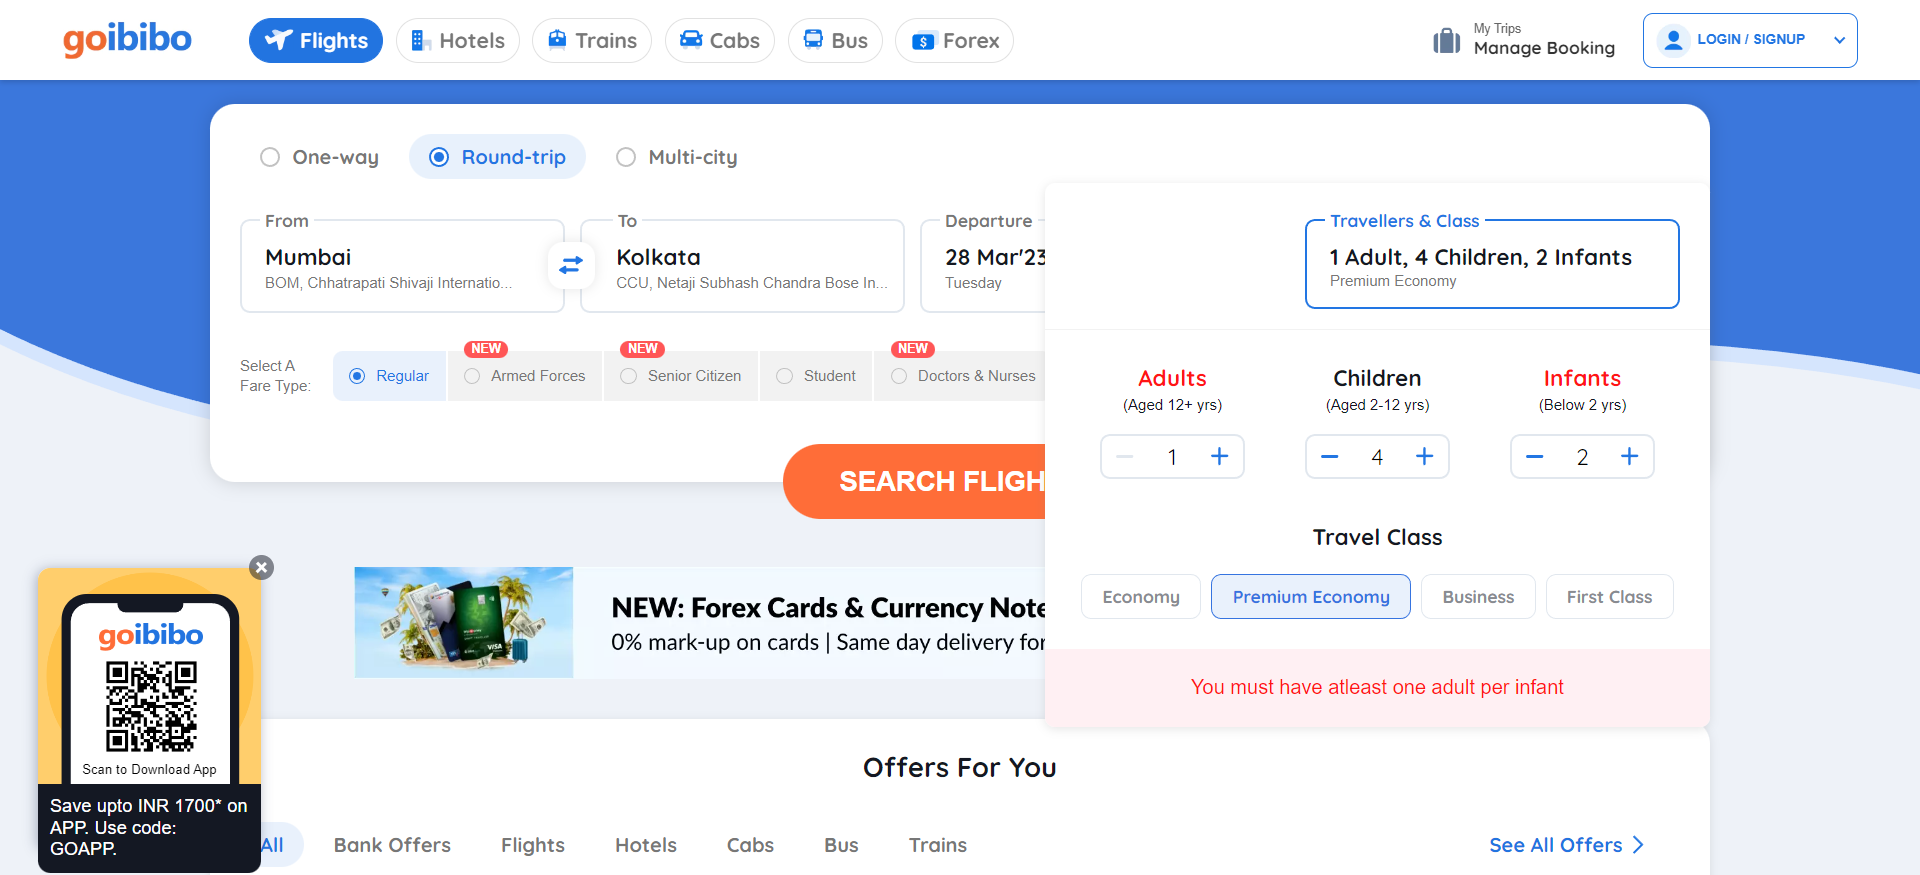 goibibo
Flights
Hotels
Trains
Cabs
Bus
Forex
My Trips
Manage Booking
LOGIN / SIGNUP
One-way
Round-trip
Multi-city
From
Mumbai
BOM, Chhatrapati Shivaji Internatio...
To
Kolkata
CCU, Netaji Subhash Chandra Bose In...
Departure
28 Mar'23
Tuesday
Travellers & Class
1 Adult, 4 Children, 2 Infants
Premium Economy
Select A
Fare Type:
Regular
NEW
Armed Forces
NEW
Senior Citizen
Student
NEW
Doctors & Nurses
Adults
(Aged 12+ yrs)
1
Children
(Aged 2-12 yrs)
4
Infants
(Below 2 yrs)
2
SEARCH FLIGH
Travel Class
Economy
Premium Economy
Business
First Class
You must have atleast one adult per infant
NEW: Forex Cards & Currency Note
0% mark-up on cards | Same day delivery for
VISA
goibibo
Scan to Download App
Save upto INR 1700* on
APP. Use code:
GOAPP.
Offers For You
All
Bank Offers
Flights
Hotels
Cabs
Bus
Trains
See All Offers